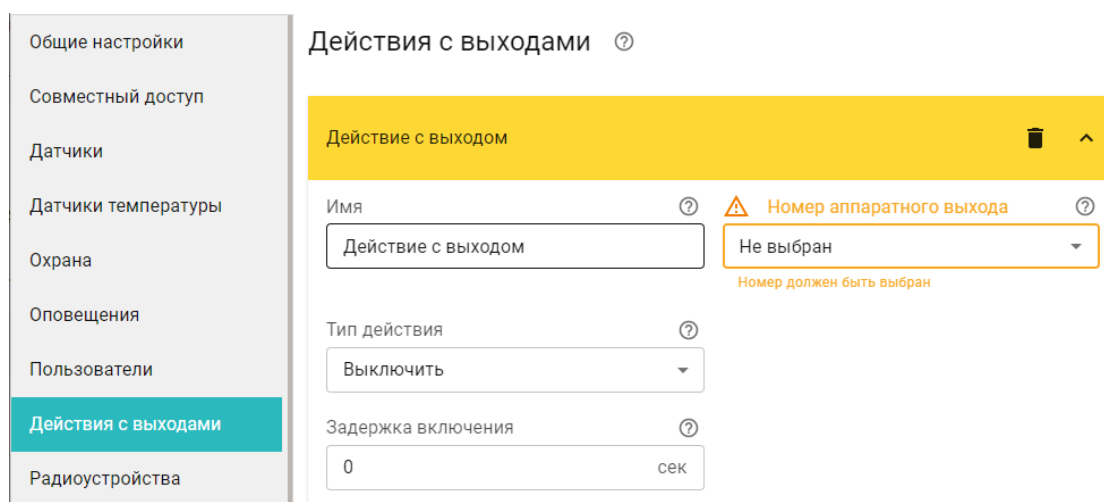 Общие настройки
Совместный доступ
Датчики
Датчики температуры
Охрана
Оповещения
Пользователи
Действия с выходами
Радиоустройства
Действия с выходами
Действие с выходом
Имя
Действие с выходом
Номер аппаратного выхода
Не выбран
Номер должен быть выбран
Тип действия
Выключить
Задержка включения
0 сек